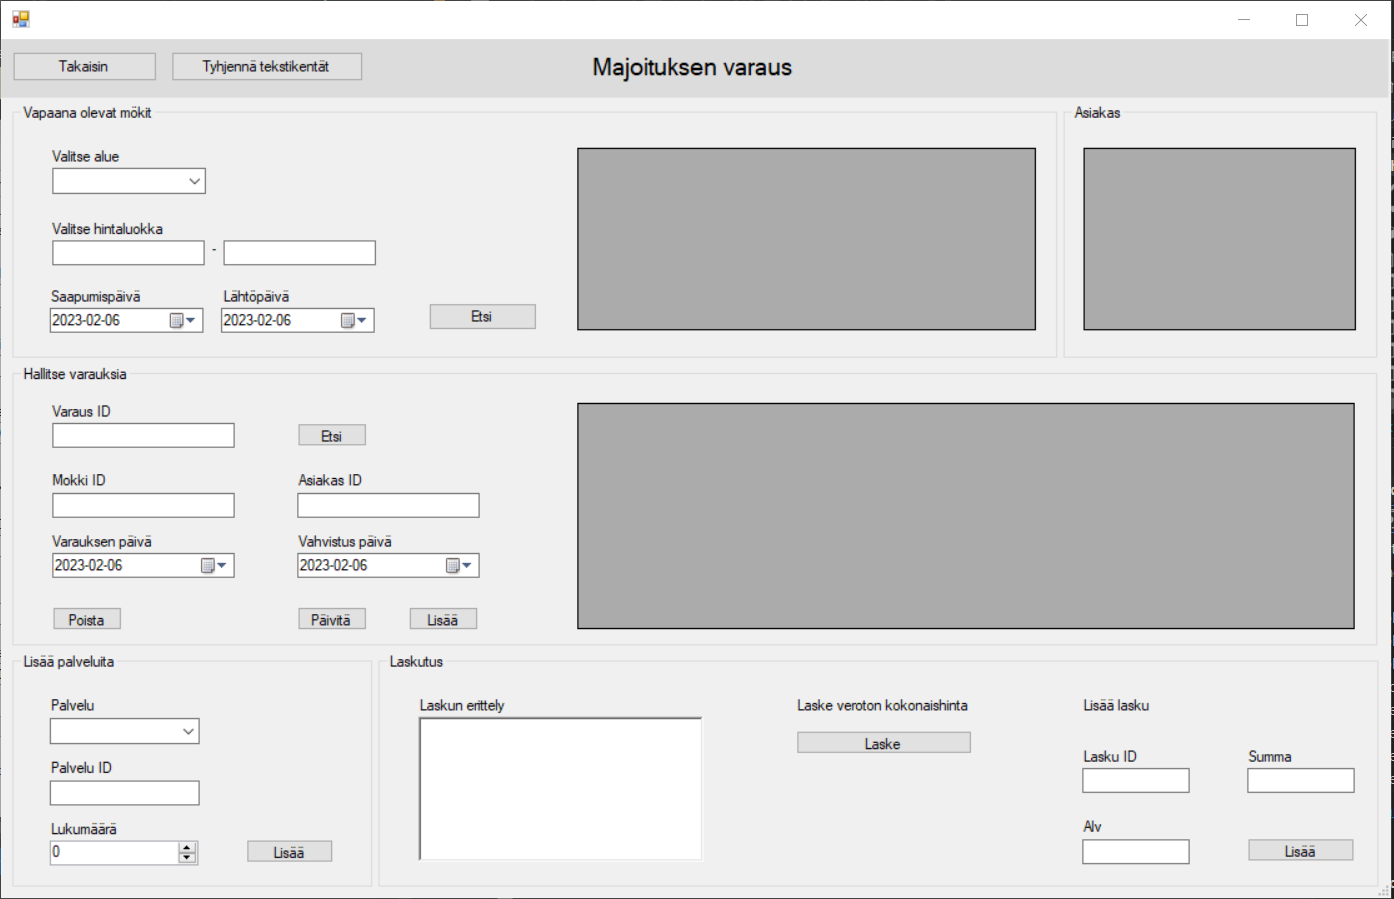 Takaisin
Tyhjennä tekstikentät
Majoituksen varaus
Vapaana olevat mökit
Valitse alue
Valitse hintaluokka
-
Saapumispäivä
Lähtöpäivä
2023-02-06
2023-02-06
Etsi
Asiakas
Hallitse varauksia
Varaus ID
Etsi
Mokki ID
Asiakas ID
Varauksen päivä
Vahvistus päivä
2023-02-06
2023-02-06
Poista
Päivitä
Lisää
Lisää palveluita
Palvelu
Palvelu ID
Lukumäärä
0
Lisää
Laskutus
Laskun erittely
Laske veroton kokonaishinta
Laske
Lisää lasku
Lasku ID
Summa
Alv
Lisää